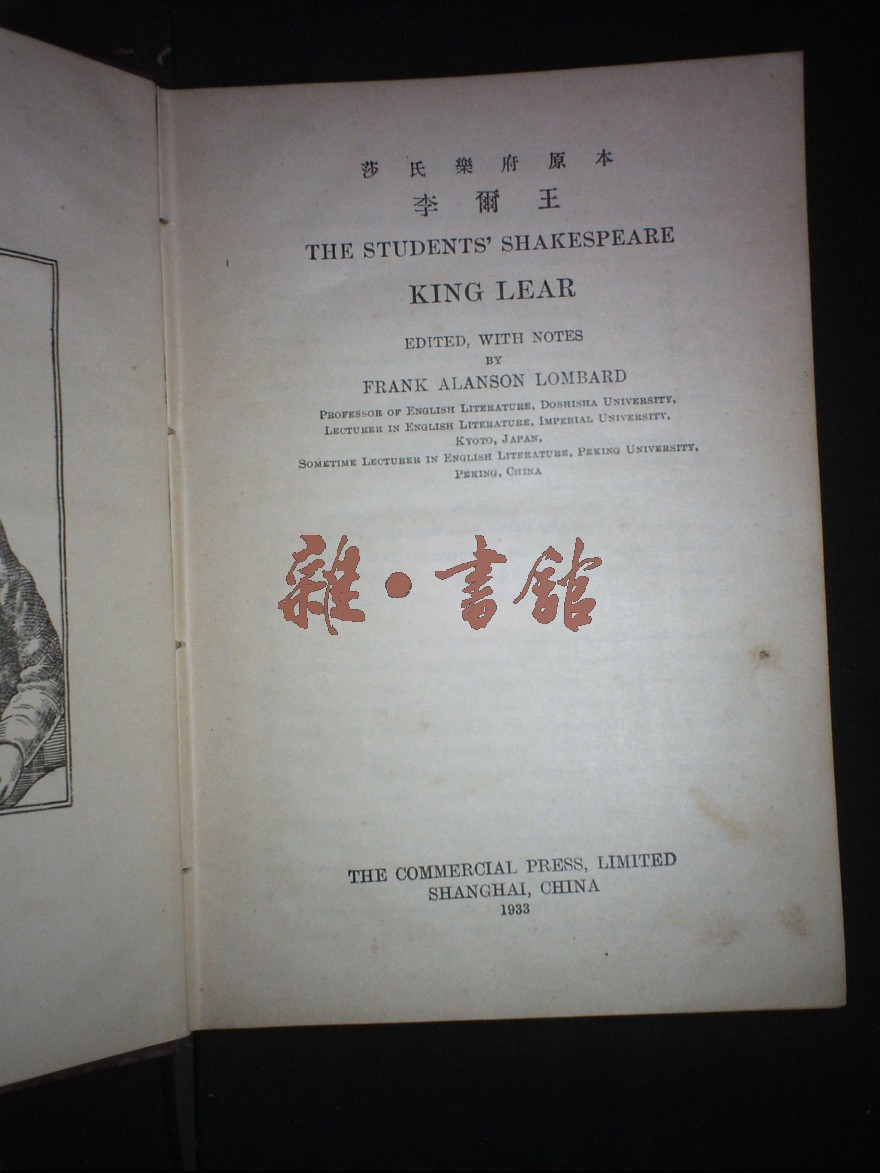 莎氏樂府原本
李爾王
THE STUDENTS' SHAKESPEARE
KING LEAR
EDITED, WITH NOTES
BY
FRANK ALANSON LOMBARD
PROFESSOR OF ENGLISH LITERATURE, DOSHISHA UNIVERSITY,
LECTURER IN ENGLISH LITERATURE, IMPERIAL UNIVERSITY,
KYOTO, JAPAN,
SOMETIME LECTURER IN ENGLISH LITERATURE, PEKING UNIVERSITY,
PEKING, CHINA
雜·書館
THE COMMERCIAL PRESS, LIMITED
SHANGHAI, CHINA
1933